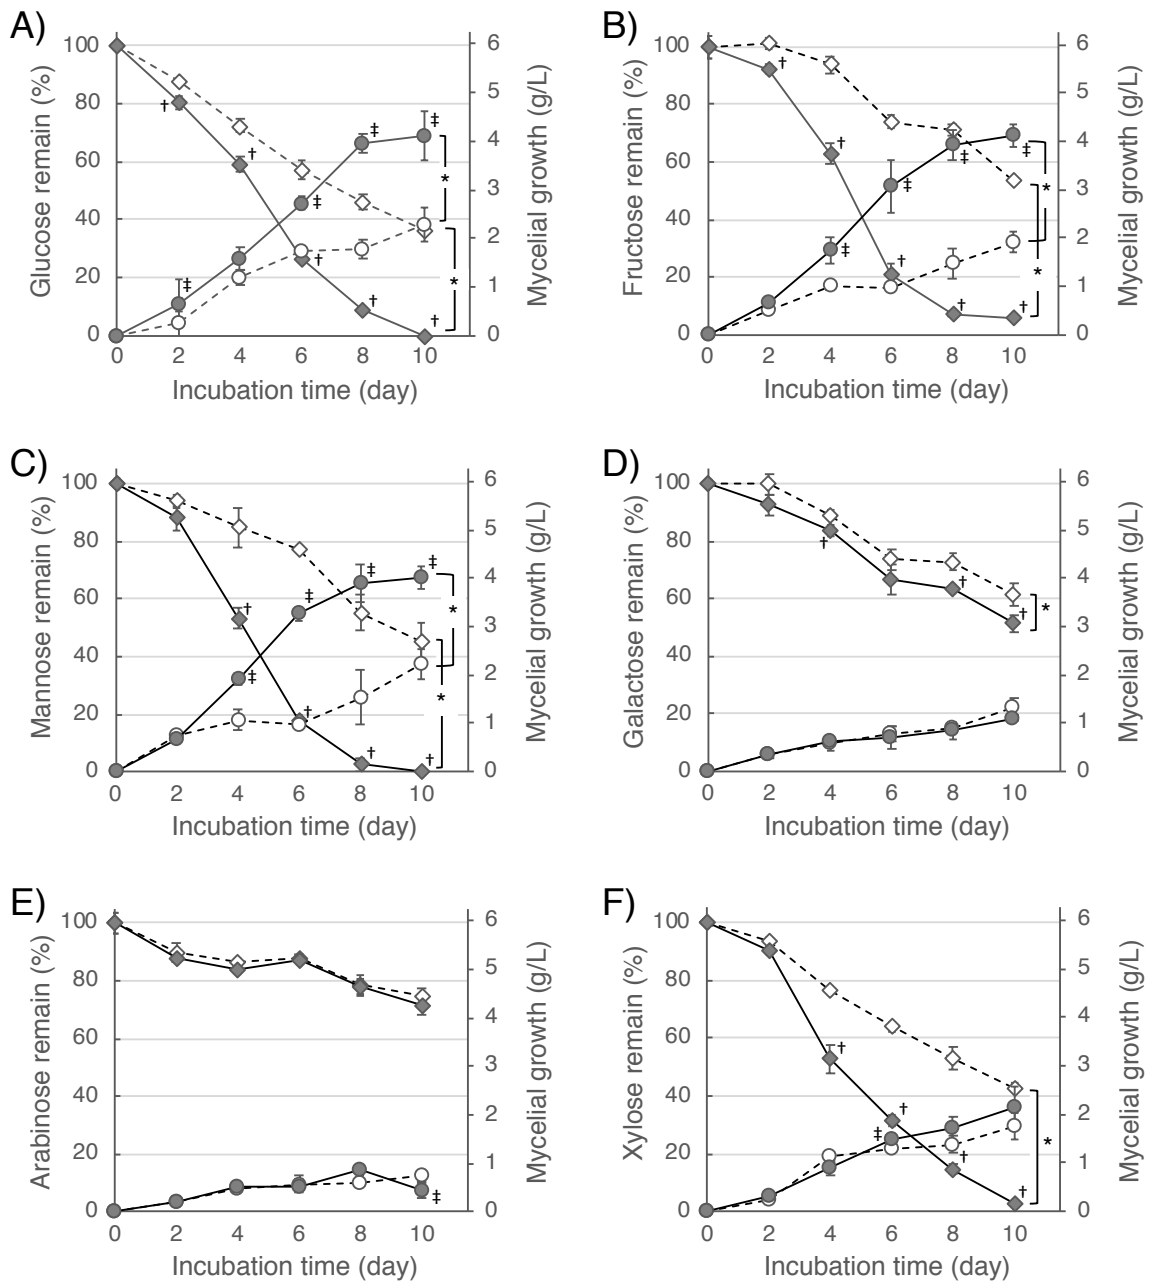 A)
Glucose remain (%)
100
80
60
40
20
0
0 2 4 6 8 10
Incubation time (day)
6
5
4
3
2
1
0
Mycelial growth (g/L)
† † † † †
‡ ‡ ‡ ‡
* *
B)
Fructose remain (%)
100
80
60
40
20
0
0 2 4 6 8 10
Incubation time (day)
6
5
4
3
2
1
0
Mycelial growth (g/L)
† † † † †
‡ ‡ ‡ ‡
* *
C)
Mannose remain (%)
100
80
60
40
20
0
0 2 4 6 8 10
Incubation time (day)
6
5
4
3
2
1
0
Mycelial growth (g/L)
† † † †
‡ ‡ ‡ ‡
* *
D)
Galactose remain (%)
100
80
60
40
20
0
0 2 4 6 8 10
Incubation time (day)
6
5
4
3
2
1
0
Mycelial growth (g/L)
† † †
*
E)
Arabinose remain (%)
100
80
60
40
20
0
0 2 4 6 8 10
Incubation time (day)
6
5
4
3
2
1
0
Mycelial growth (g/L)
‡
F)
Xylose remain (%)
100
80
60
40
20
0
0 2 4 6 8 10
Incubation time (day)
6
5
4
3
2
1
0
Mycelial growth (g/L)
† † † †
‡
*